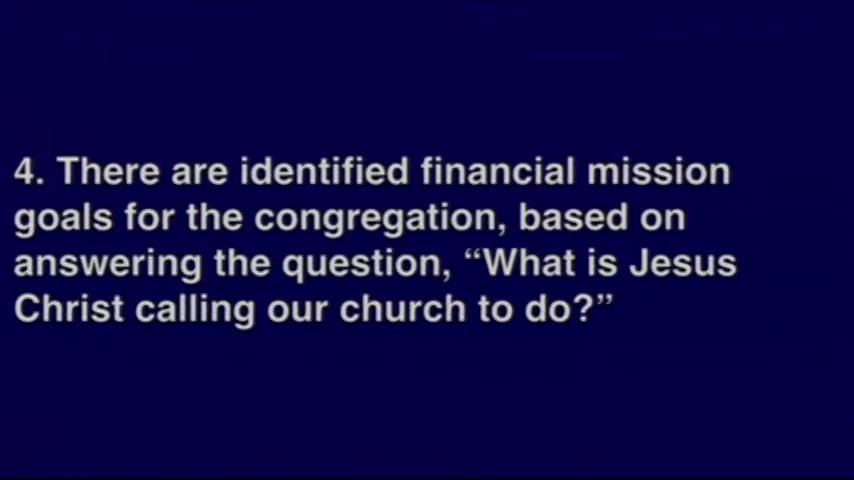 4. There are identified financial mission
goals for the congregation, based on
answering the question, “What is Jesus
Christ calling our church to do?”